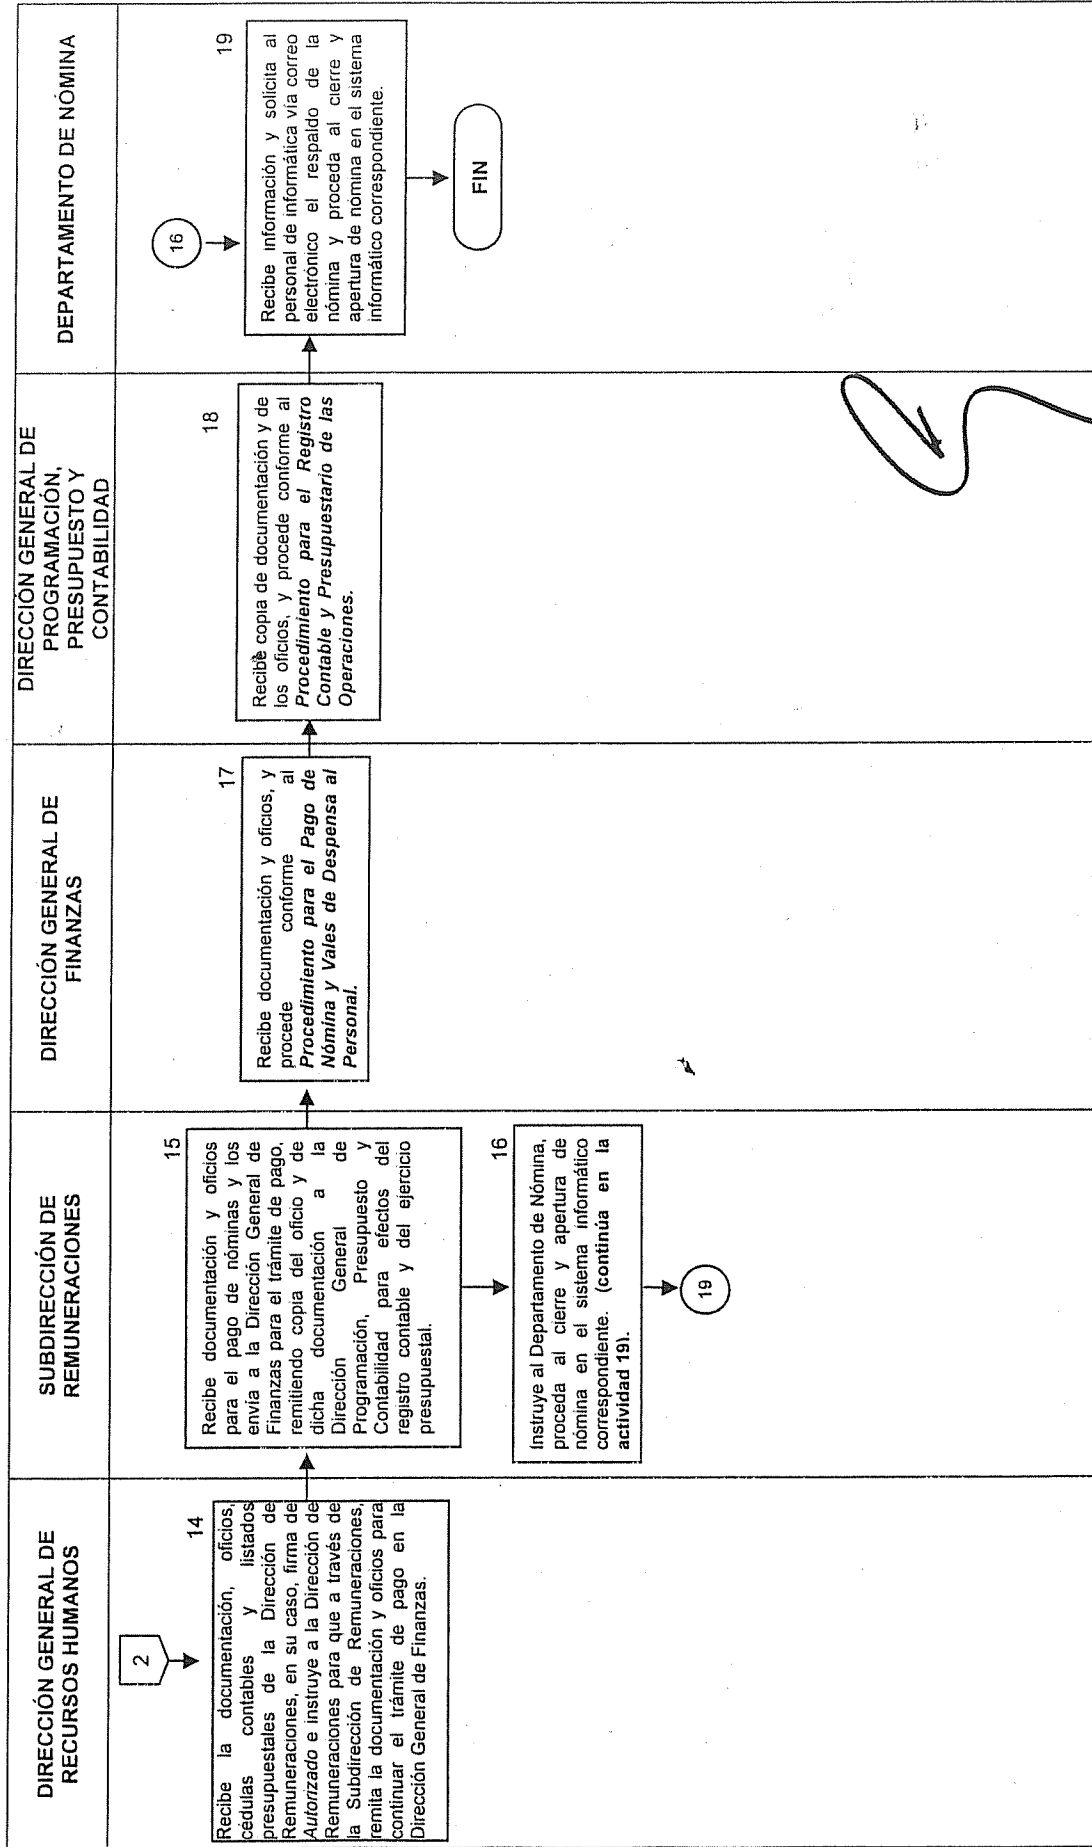 DIRECCIÓN GENERAL DE
RECURSOS HUMANOS
2
14
Recibe la documentación, oficios,
cédulas contables y listados
presupuestales de la Dirección de
Remuneraciones, en su caso, firma de
Autorizado e instruye a la Dirección de
Remuneraciones para que a través de
la Subdirección de Remuneraciones,
remita la documentación y oficios para
continuar el trámite de pago en la
Dirección General de Finanzas.
SUBDIRECCIÓN DE
REMUNERACIONES
15
Recibe documentación y oficios
para el pago de nóminas y los
envía a la Dirección General de
Finanzas para el trámite de pago,
remitiendo copia del oficio y de
dicha documentación a la
Dirección General de
Programación, Presupuesto y
Contabilidad para efectos del
registro contable y del ejercicio
presupuestal.
16
Instruye al Departamento de Nómina,
proceda al cierre y apertura de
nómina en el sistema informático
correspondiente. (continúa en la
actividad 19).
19
DIRECCIÓN GENERAL DE
FINANZAS
17
Recibe documentación y oficios, y
procede conforme al
Procedimiento para el Pago de
Nómina y Vales de Despensa al
Personal.
DIRECCIÓN GENERAL DE
PROGRAMACIÓN,
PRESUPUESTO Y
CONTABILIDAD
18
Recibe copia de documentación y de
los oficios, y procede conforme al
Procedimiento para el Registro
Contable y Presupuestario de las
Operaciones.
DEPARTAMENTO DE NÓMINA
16
19
Recibe información y solicita al
personal de informática vía correo
electrónico el respaldo de la
nómina y proceda al cierre y
apertura de nómina en el sistema
informático correspondiente.
FIN